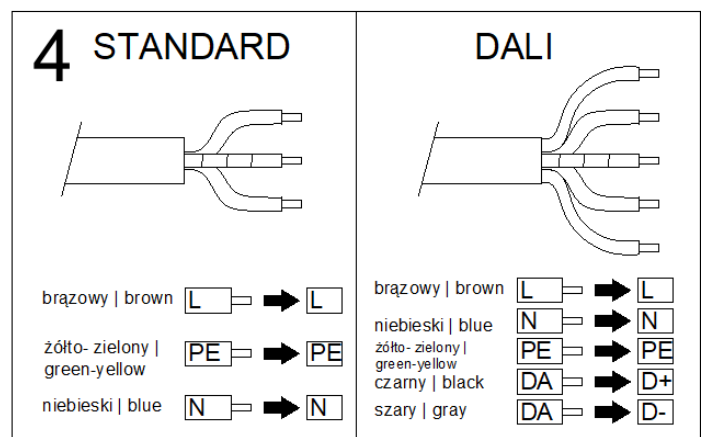 4 STANDARD
brązowy | brown L L
żółto- zielony |
green-yellow PE PE
niebieski | blue N N
DALI
brązowy | brown L L
niebieski | blue N N
żółto- zielony |
green-yellow PE PE
czarny | black DA D+
szary | gray DA D-